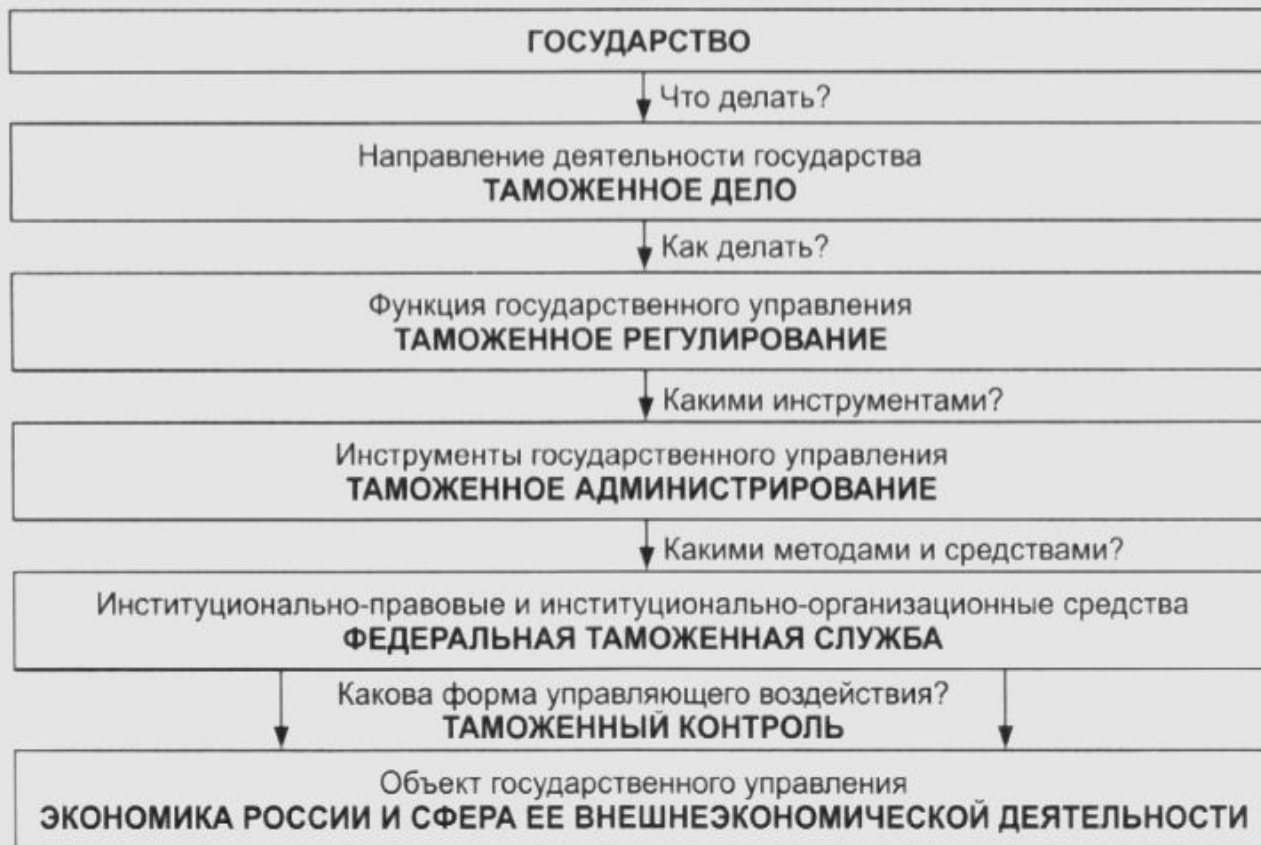 ГОСУДАРСТВО
Что делать?
Направление деятельности государства
ТАМОЖЕННОЕ ДЕЛО
Как делать?
Функция государственного управления
ТАМОЖЕННОЕ РЕГУЛИРОВАНИЕ
Какими инструментами?
Инструменты государственного управления
ТАМОЖЕННОЕ АДМИНИСТРИРОВАНИЕ
Какими методами и средствами?
Институционально-правовые и институционально-организационные средства
ФЕДЕРАЛЬНАЯ ТАМОЖЕННАЯ СЛУЖБА
Какова форма управляющего воздействия?
ТАМОЖЕННЫЙ КОНТРОЛЬ
Объект государственного управления
ЭКОНОМИКА РОССИИ И СФЕРА ЕЕ ВНЕШНЕЭКОНОМИЧЕСКОЙ ДЕЯТЕЛЬНОСТИ